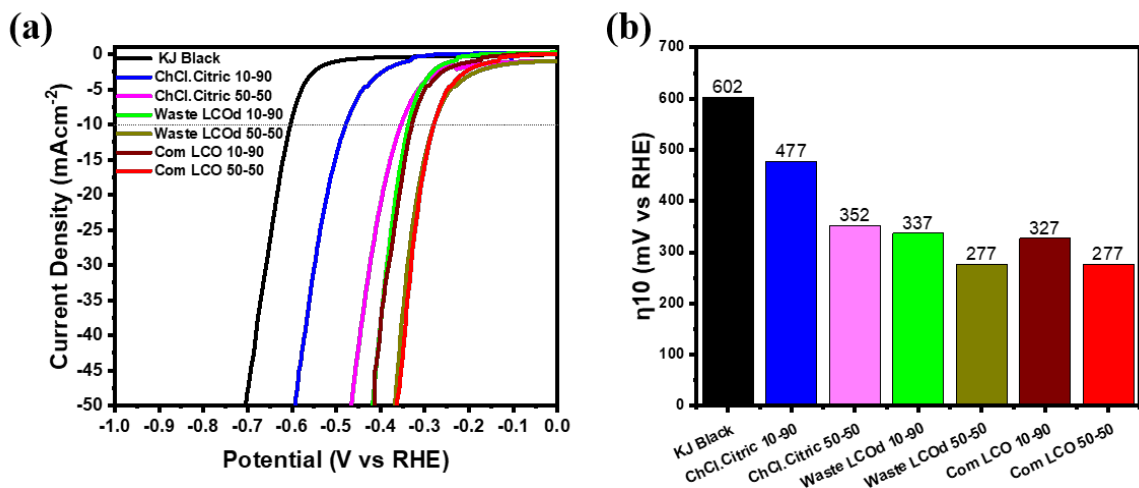 (a)
KJ Black
ChCl.Citric 10-90
ChCl.Citric 50-50
Waste LCOd 10-90
Waste LCOd 50-50
Com LCO 10-90
Com LCO 50-50
0
-5
-10
-15
-20
-25
-30
-35
-40
-45
-50
Current Density (mAcm⁻²)
-1.0 -0.9 -0.8 -0.7 -0.6 -0.5 -0.4 -0.3 -0.2 -0.1 0.0
Potential (V vs RHE)
(b)
700
600
500
400
300
200
100
0
η10 (mV vs RHE)
602
477
352
337
277
327
277
KJ Black
ChCl.Citric 10-90
ChCl.Citric 50-50
Waste LCOd 10-90
Waste LCOd 50-50
Com LCO 10-90
Com LCO 50-50